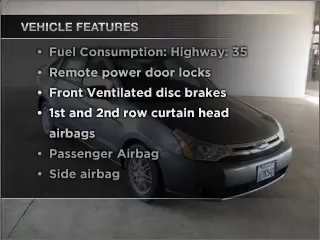 VEHICLE FEATURES
• Fuel Consumption: Highway: 35
• Remote power door locks
• Front Ventilated disc brakes
• 1st and 2nd row curtain head
airbags
• Passenger Airbag
• Side airbag